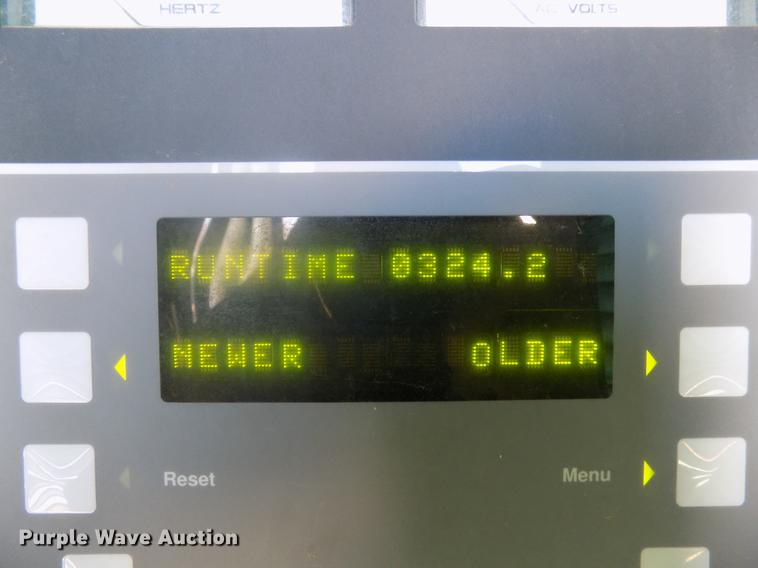 HERTZ
AC VOLTS
RUNTIME 0324.2
NEWER OLDER
Reset
Menu
Purple Wave Auction